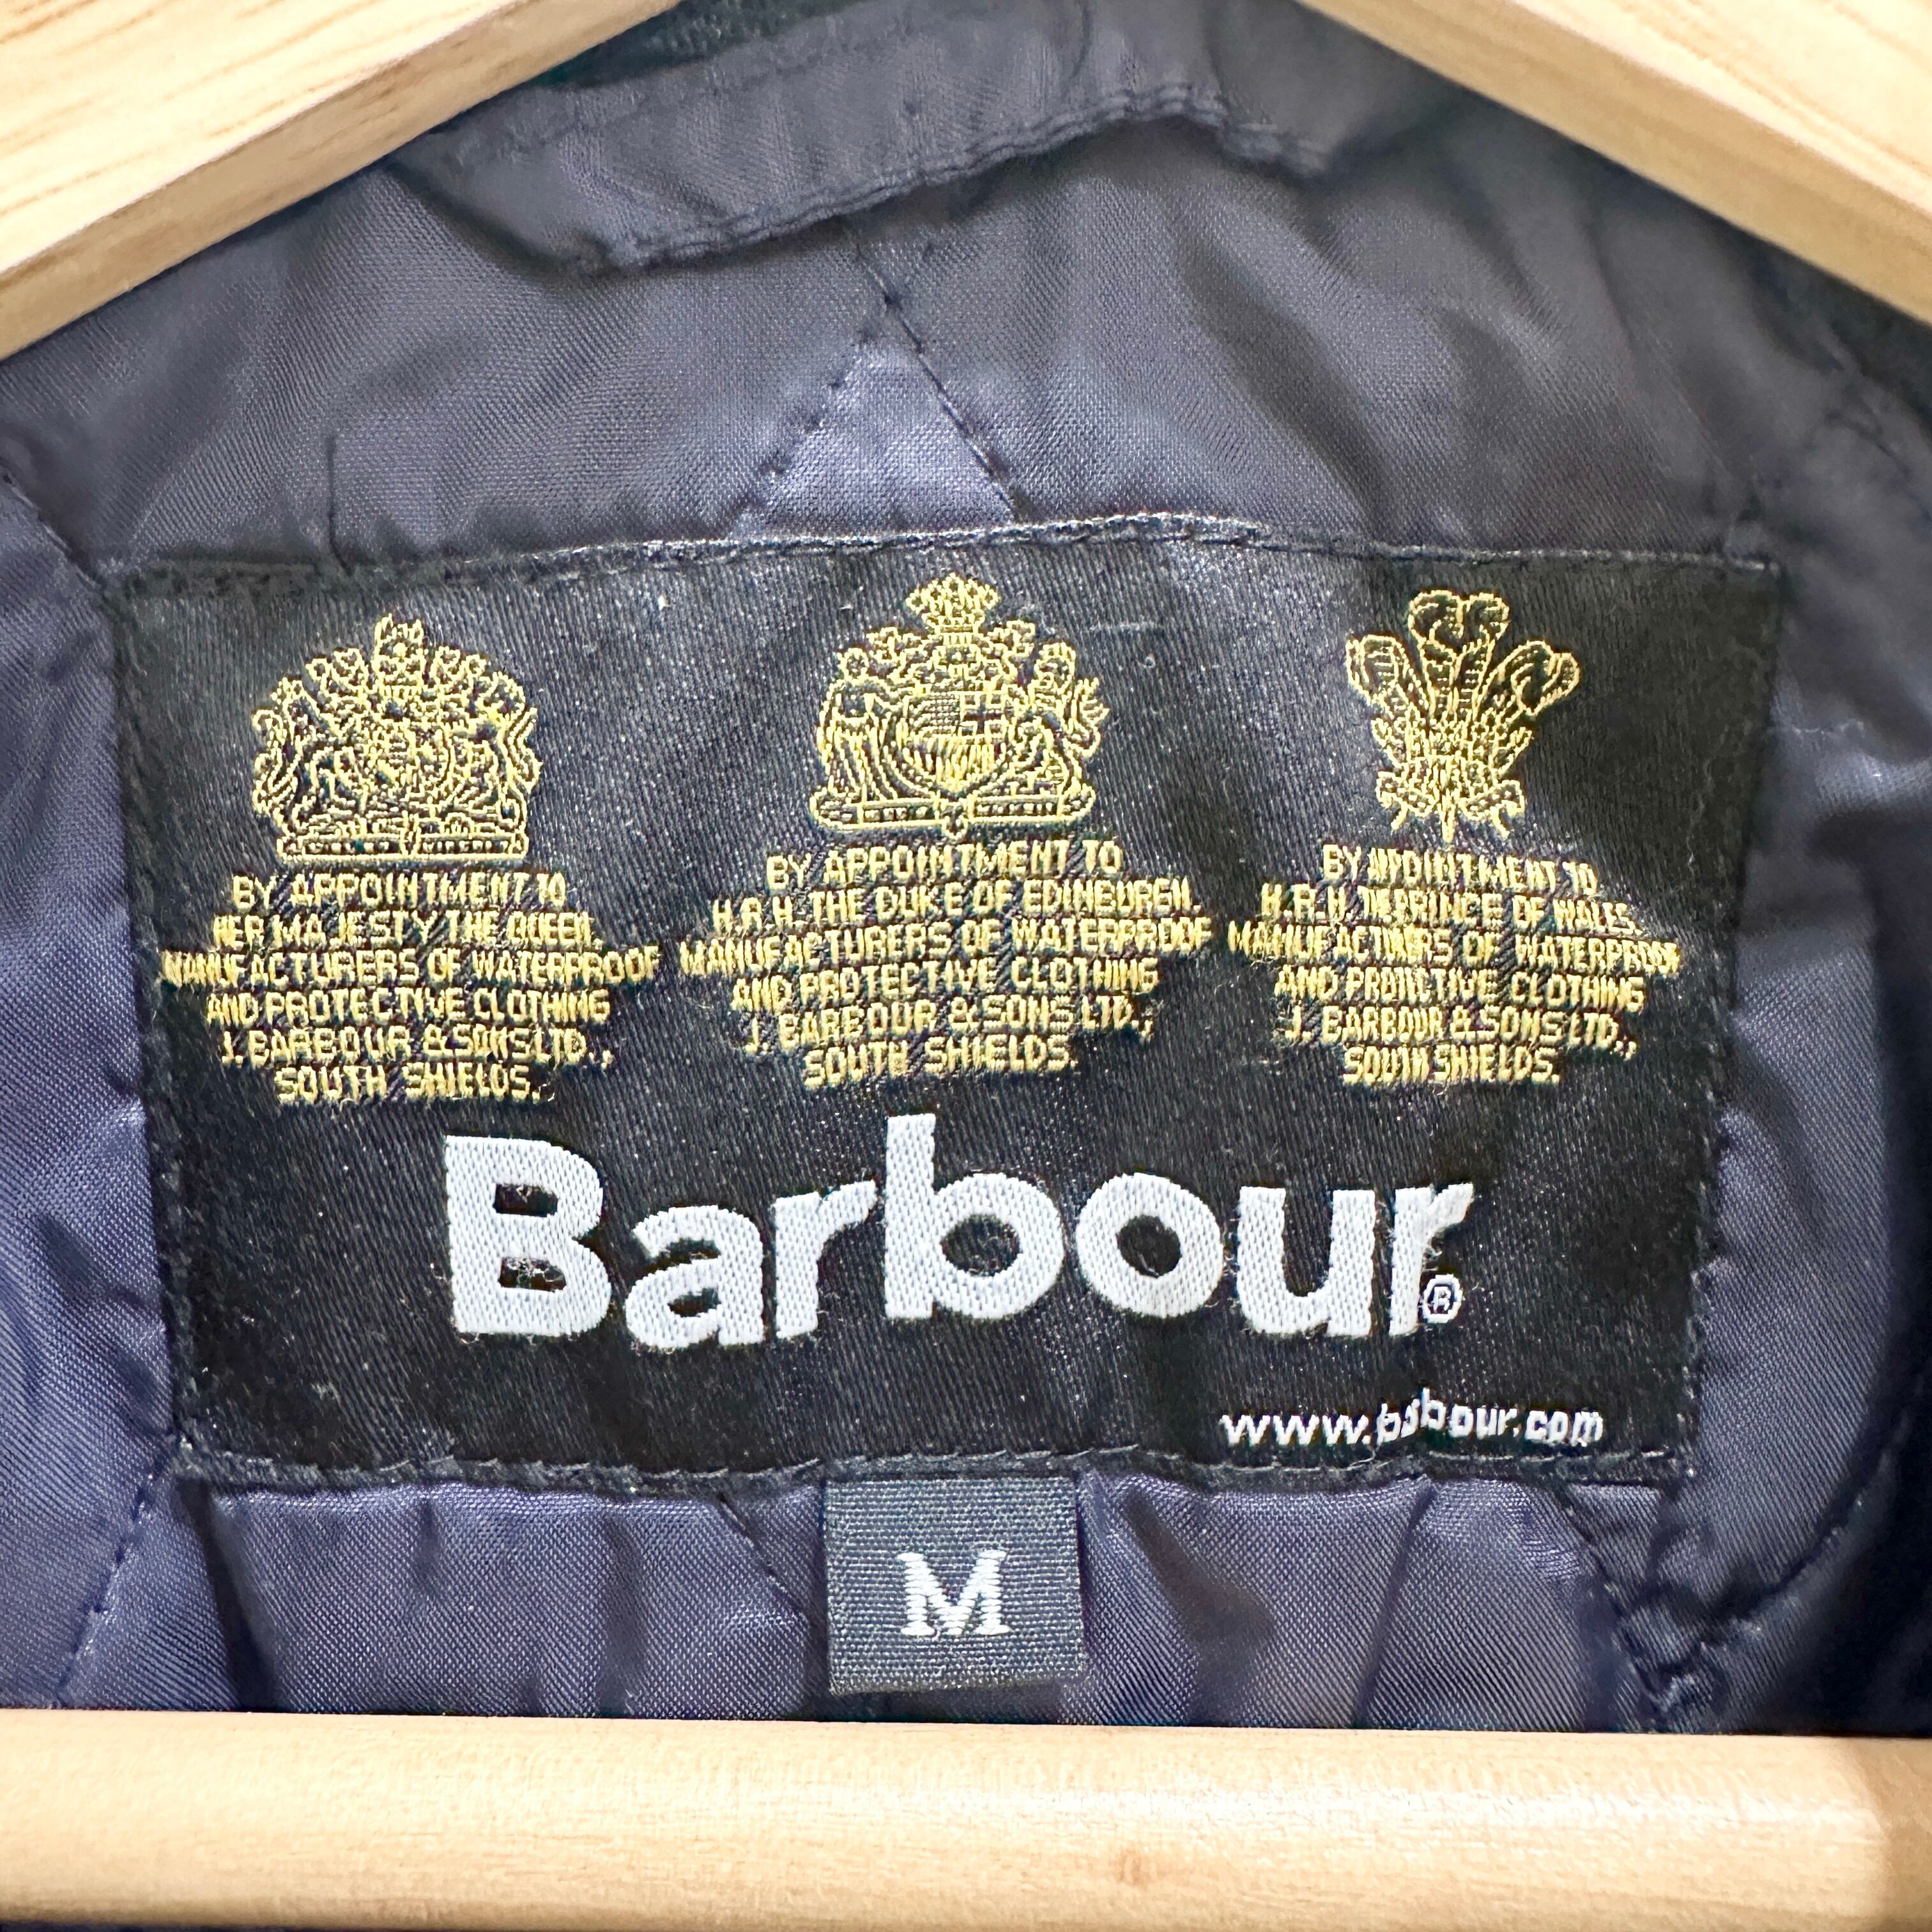 BY APPOINTMENT TO
HER MAJESTY THE QUEEN.
MANUFACTURERS OF WATERPROOF
AND PROTECTIVE CLOTHING
J. BARBOUR & SONS LTD.,
SOUTH SHIELDS.
BY APPOINTMENT TO
H.R.H. THE DUKE OF EDINBURGH.
MANUFACTURERS OF WATERPROOF
AND PROTECTIVE CLOTHING
J. BARBOUR & SONS LTD.,
SOUTH SHIELDS.
BY APPOINTMENT TO
H.R.H. THE PRINCE OF WALES.
MANUFACTURERS OF WATERPROOF
AND PROTECTIVE CLOTHING
J. BARBOUR & SONS LTD.,
SOUTH SHIELDS.
Barbour®
www.barbour.com
M